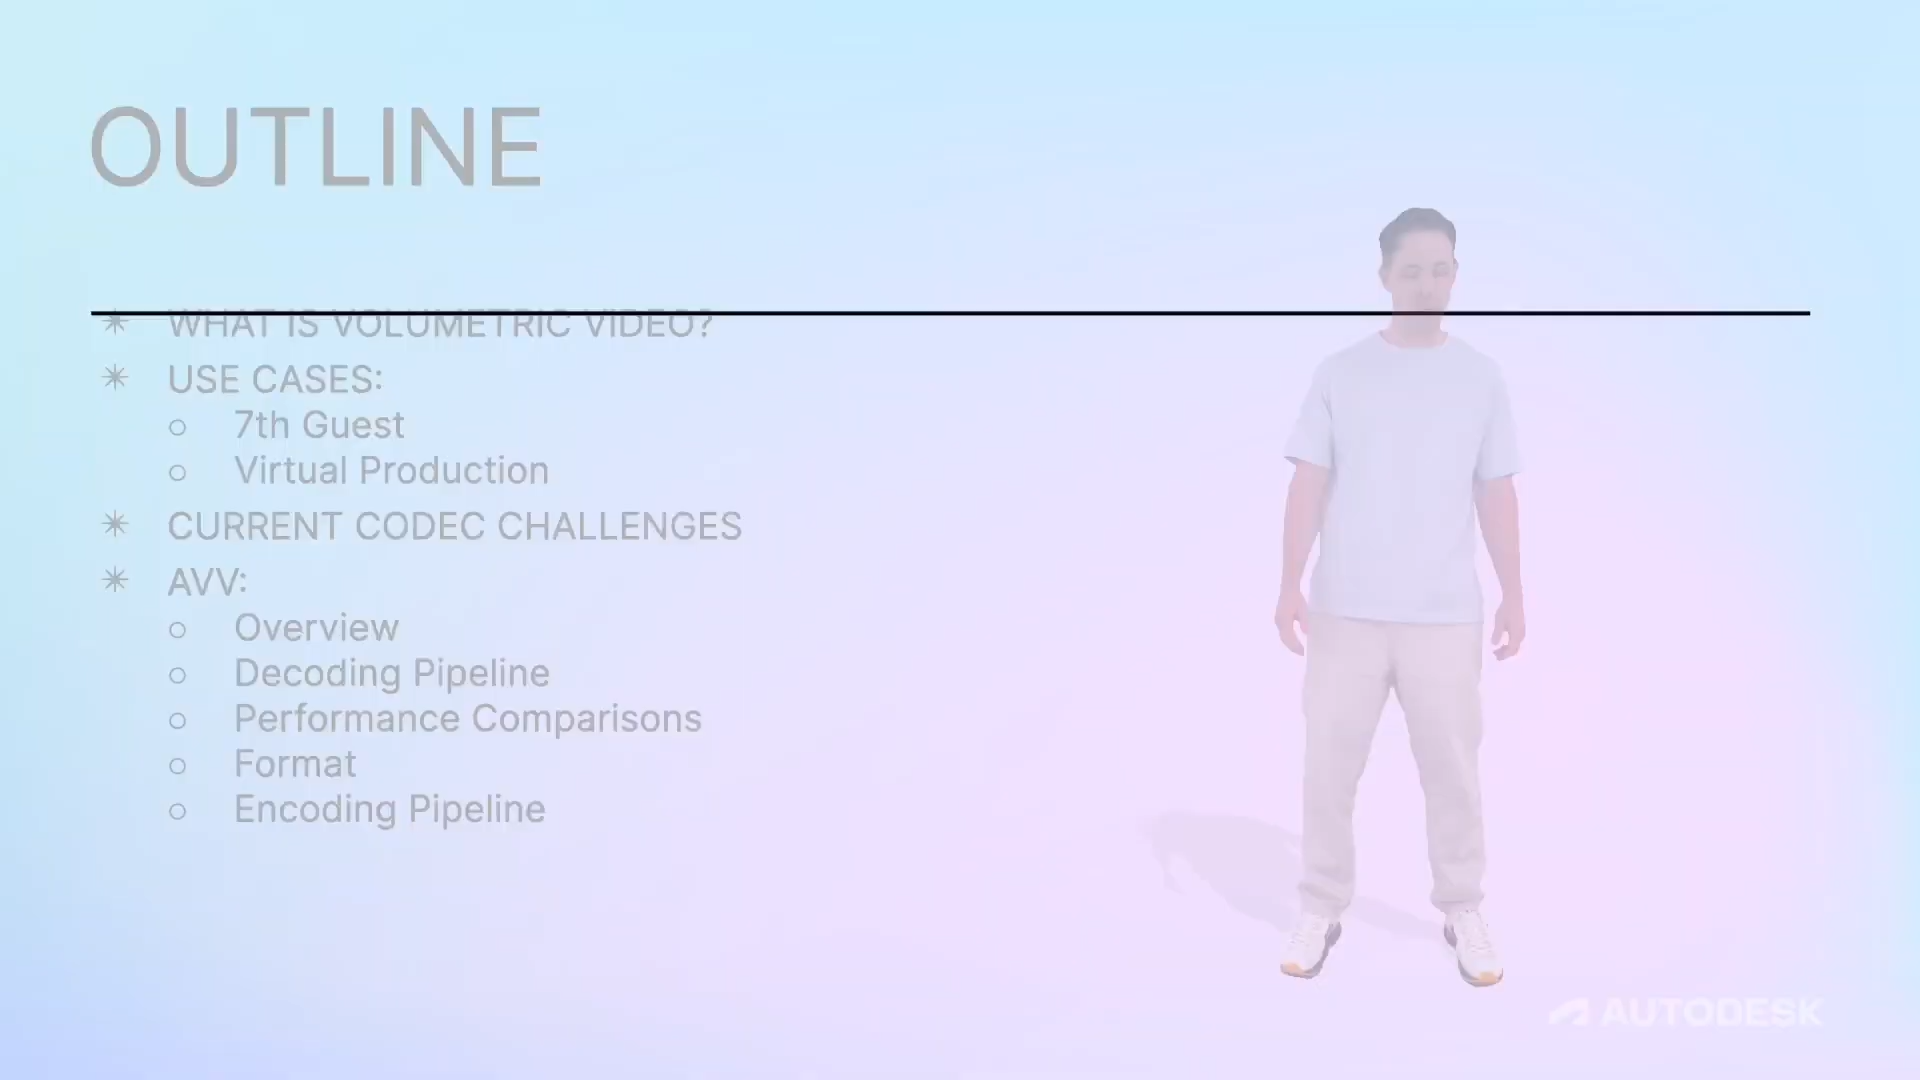 OUTLINE
WHAT IS VOLUMETRIC VIDEO?
USE CASES:
7th Guest
Virtual Production
CURRENT CODEC CHALLENGES
AVV:
Overview
Decoding Pipeline
Performance Comparisons
Format
Encoding Pipeline
AUTODESK